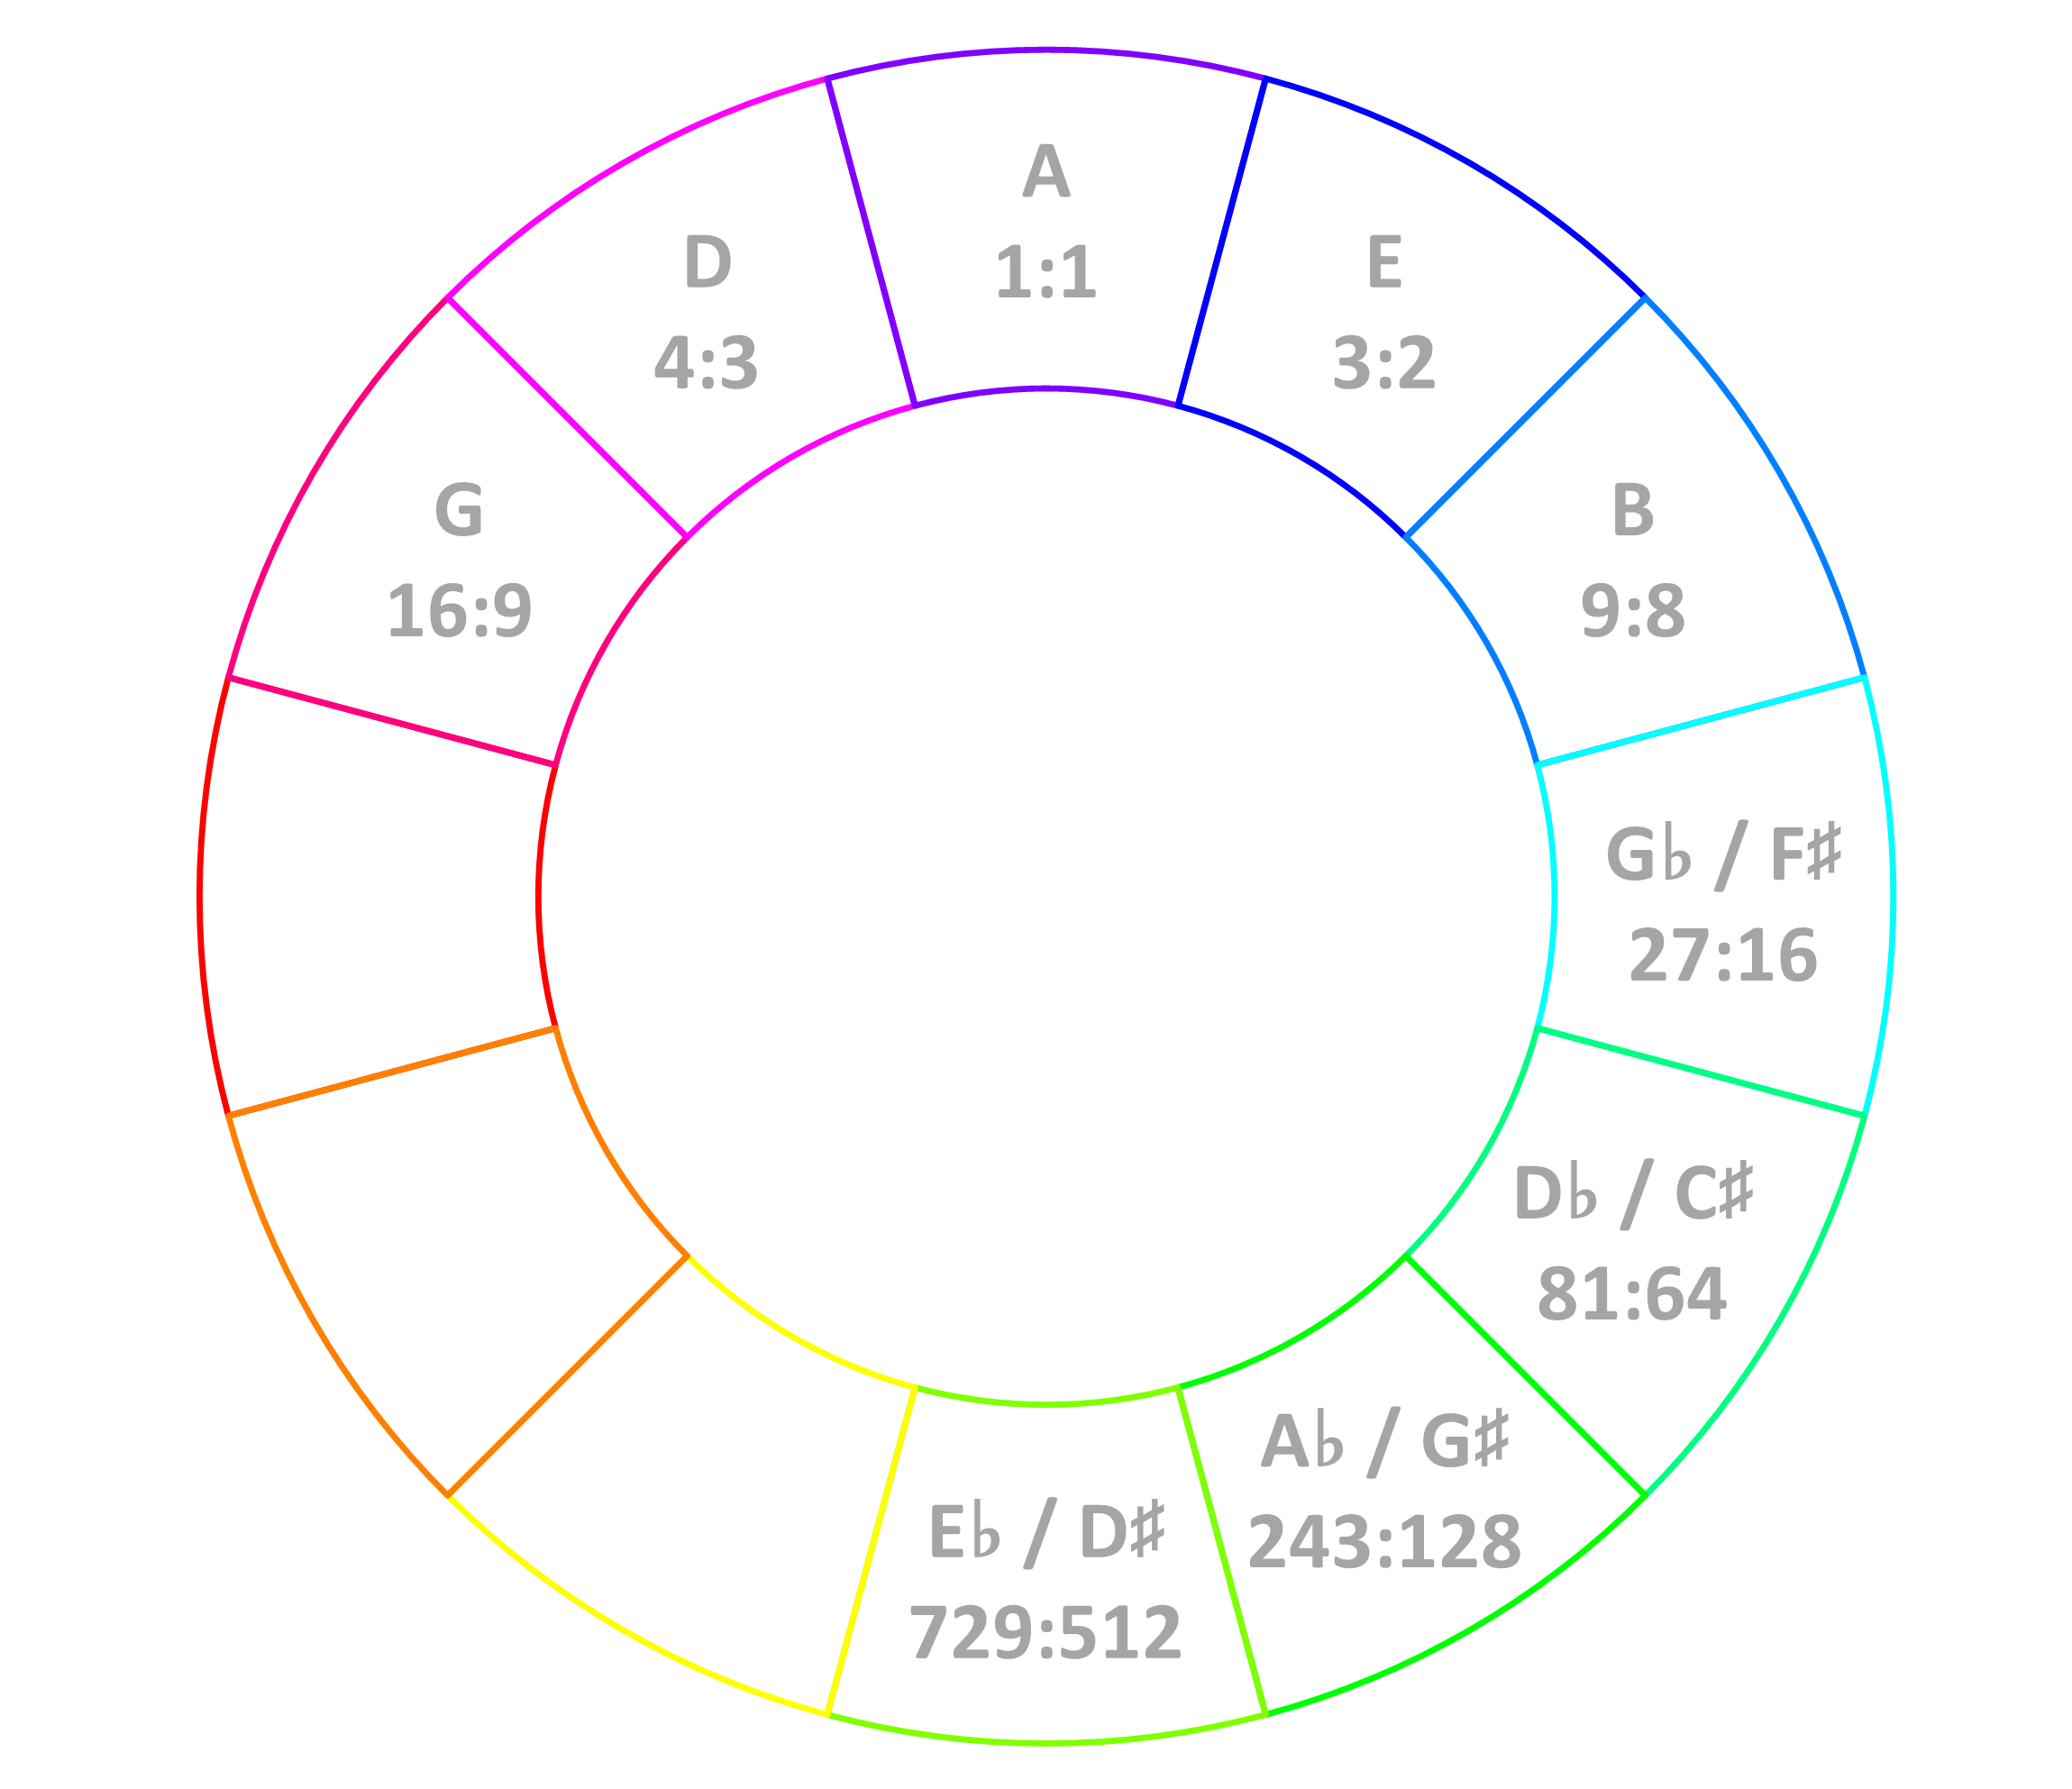 A
1:1
E
3:2
B
9:8
G♭ / F♯
27:16
D♭ / C♯
81:64
A♭ / G♯
243:128
E♭ / D♯
729:512
G
16:9
D
4:3